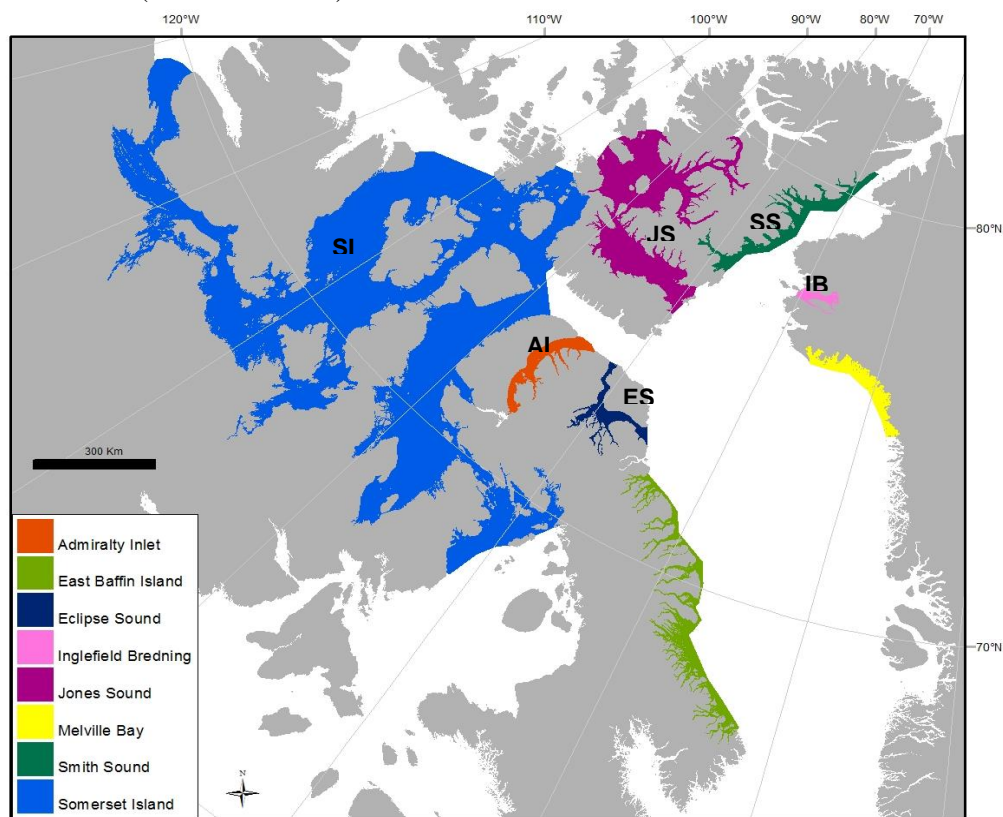 120°W 110°W 100°W 90°W 80°W 70°W
SI
JS
SS
80°N
IB
AI
ES
300 Km
Admiralty Inlet
East Baffin Island
Eclipse Sound
Inglefield Bredning
70°N
Jones Sound
Melville Bay
Smith Sound
Somerset Island
N